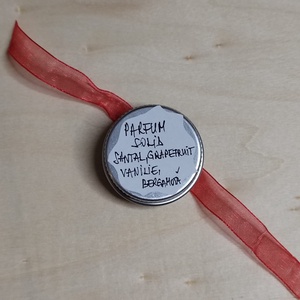 PARFUM
SOLID
SANTAL, GRAPEFRUIT
VANILIE,
BERGAMOTA